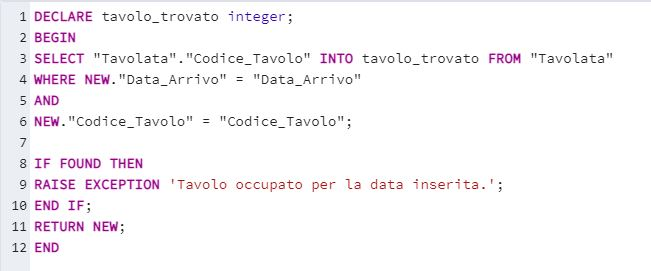 1 DECLARE tavolo_trovato integer;
2 BEGIN
3 SELECT "Tavolata"."Codice_Tavolo" INTO tavolo_trovato FROM "Tavolata"
4 WHERE NEW."Data_Arrivo" = "Data_Arrivo"
5 AND
6 NEW."Codice_Tavolo" = "Codice_Tavolo";
7
8 IF FOUND THEN
9 RAISE EXCEPTION 'Tavolo occupato per la data inserita.';
10 END IF;
11 RETURN NEW;
12 END